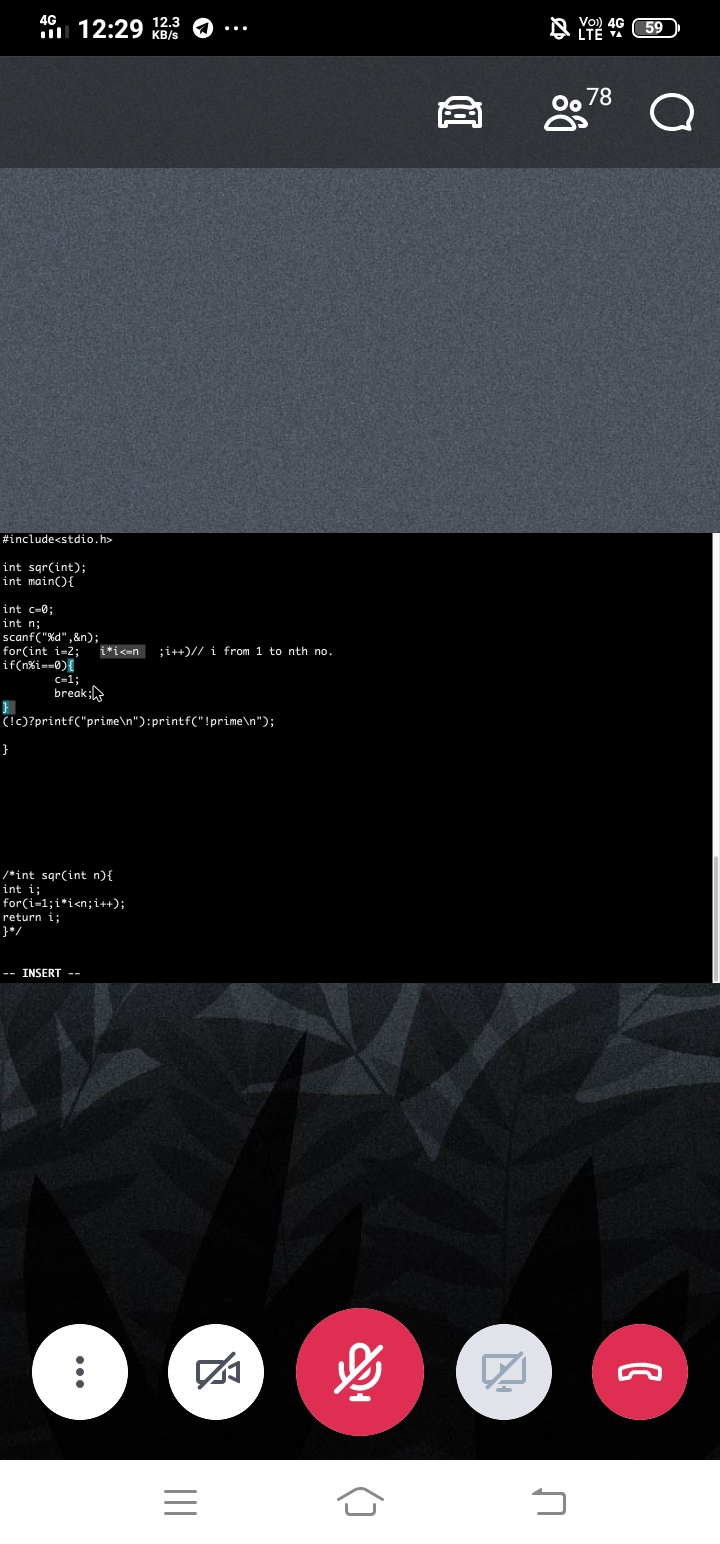 4G 12:29 12.3 KB/s ... Vo)) LTE 4G 59
78
#include<stdio.h>
int sqr(int);
int main(){
int c=0;
int n;
scanf("%d",&n);
for(int i=2;   i*i<=n  ;i++)// i from 1 to nth no.
if(n%i==0){
        c=1;
        break;
}
(!c)?printf("prime\n"):printf("!prime\n");
}
/*int sqr(int n){
int i;
for(i=1;i*i<n;i++);
return i;
}*/
-- INSERT --